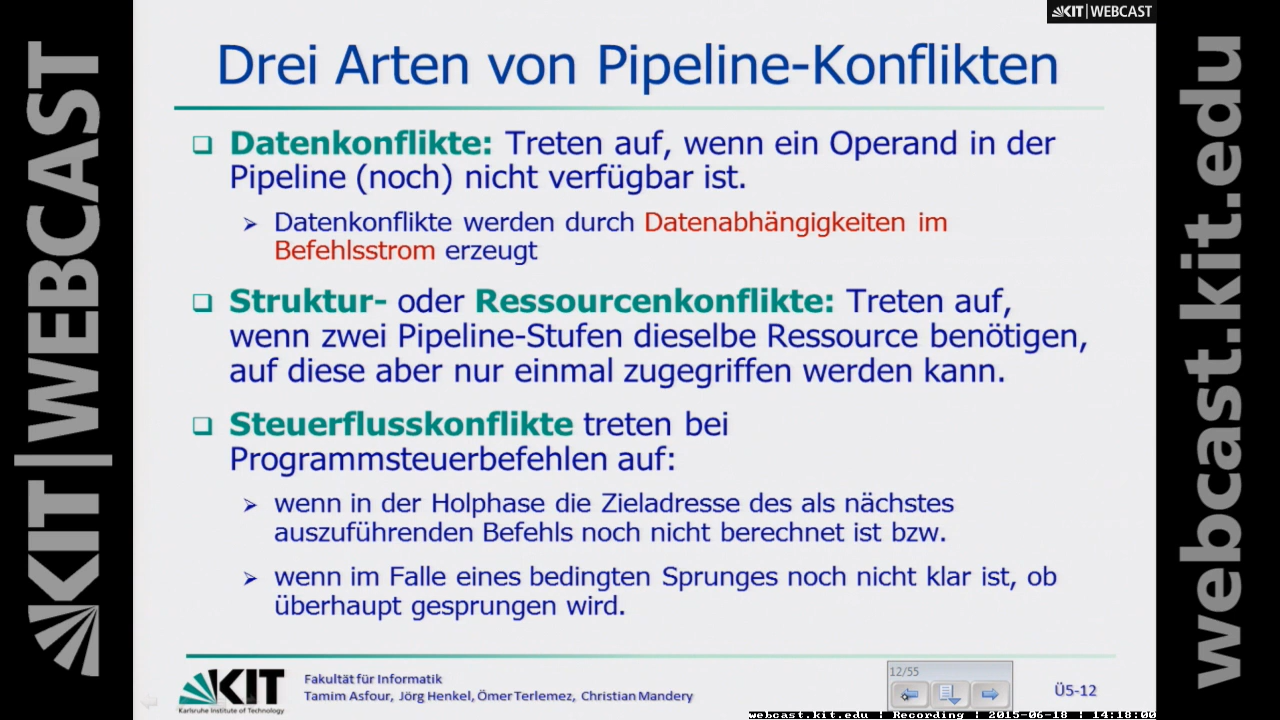 KIT | WEBCAST
KIT|WEBCAST
webcast.kit.edu
Drei Arten von Pipeline-Konflikten
Datenkonflikte: Treten auf, wenn ein Operand in der
Pipeline (noch) nicht verfügbar ist.
Datenkonflikte werden durch Datenabhängigkeiten im
Befehlsstrom erzeugt
Struktur- oder Ressourcenkonflikte: Treten auf,
wenn zwei Pipeline-Stufen dieselbe Ressource benötigen,
auf diese aber nur einmal zugegriffen werden kann.
Steuerflusskonflikte treten bei
Programmsteuerbefehlen auf:
wenn in der Holphase die Zieladresse des als nächstes
auszuführenden Befehls noch nicht berechnet ist bzw.
wenn im Falle eines bedingten Sprunges noch nicht klar ist, ob
überhaupt gesprungen wird.
KIT
Karlsruhe Institute of Technology
Fakultät für Informatik
Tamim Asfour, Jörg Henkel, Ömer Terlemez, Christian Mandery
12/55
Ü5-12
webcast.kit.edu | Recording | 2015-06-18 | 14:18:00